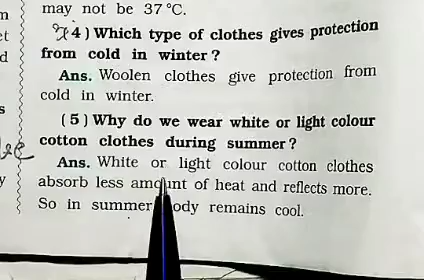 may not be 37 °C.
(4) Which type of clothes gives protection
from cold in winter ?
Ans. Woolen clothes give protection from
cold in winter.
(5) Why do we wear white or light colour
cotton clothes during summer ?
Ans. White or light colour cotton clothes
absorb less amount of heat and reflects more.
So in summer body remains cool.